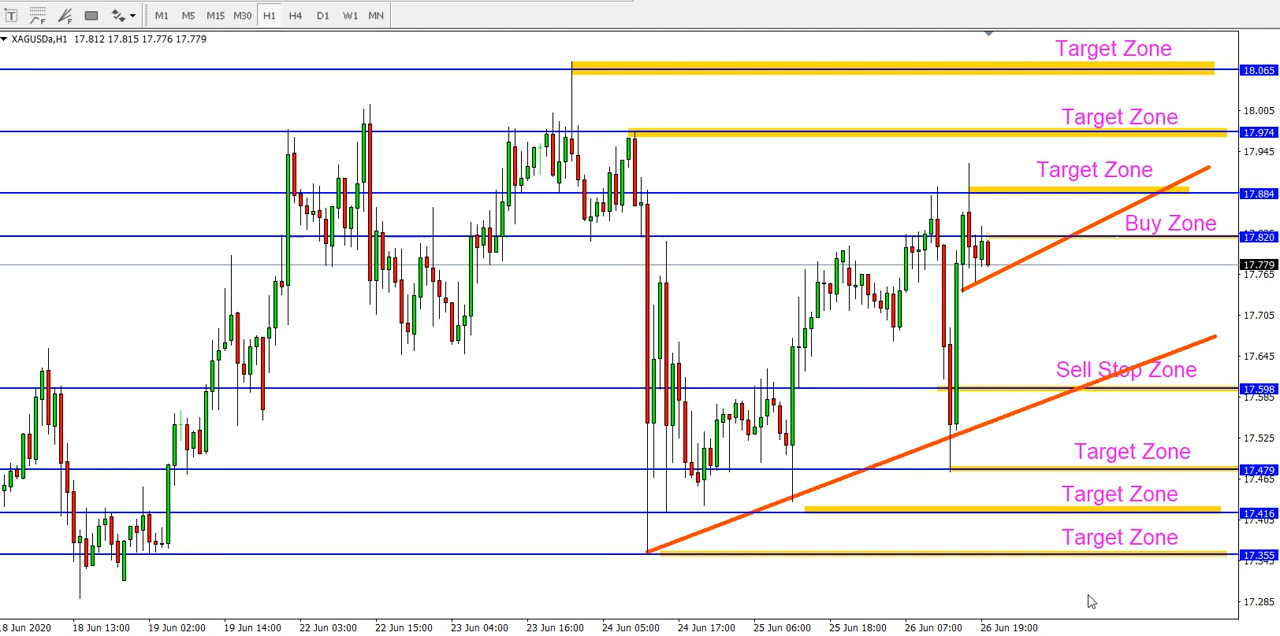 T F F M1 M5 M15 M30 H1 H4 D1 W1 MN
XAGUSDa,H1 17.812 17.815 17.776 17.779
Target Zone
18.065
18.005
Target Zone
17.974
17.945
Target Zone
17.884
Buy Zone
17.820
17.779
17.765
17.705
17.645
Sell Stop Zone
17.598
17.585
17.525
Target Zone
17.479
17.465
Target Zone
17.416
17.405
Target Zone
17.355
17.345
17.285
18 Jun 2020 18 Jun 13:00 19 Jun 02:00 19 Jun 14:00 22 Jun 03:00 22 Jun 15:00 23 Jun 04:00 23 Jun 16:00 24 Jun 05:00 24 Jun 17:00 25 Jun 06:00 25 Jun 18:00 26 Jun 07:00 26 Jun 19:00